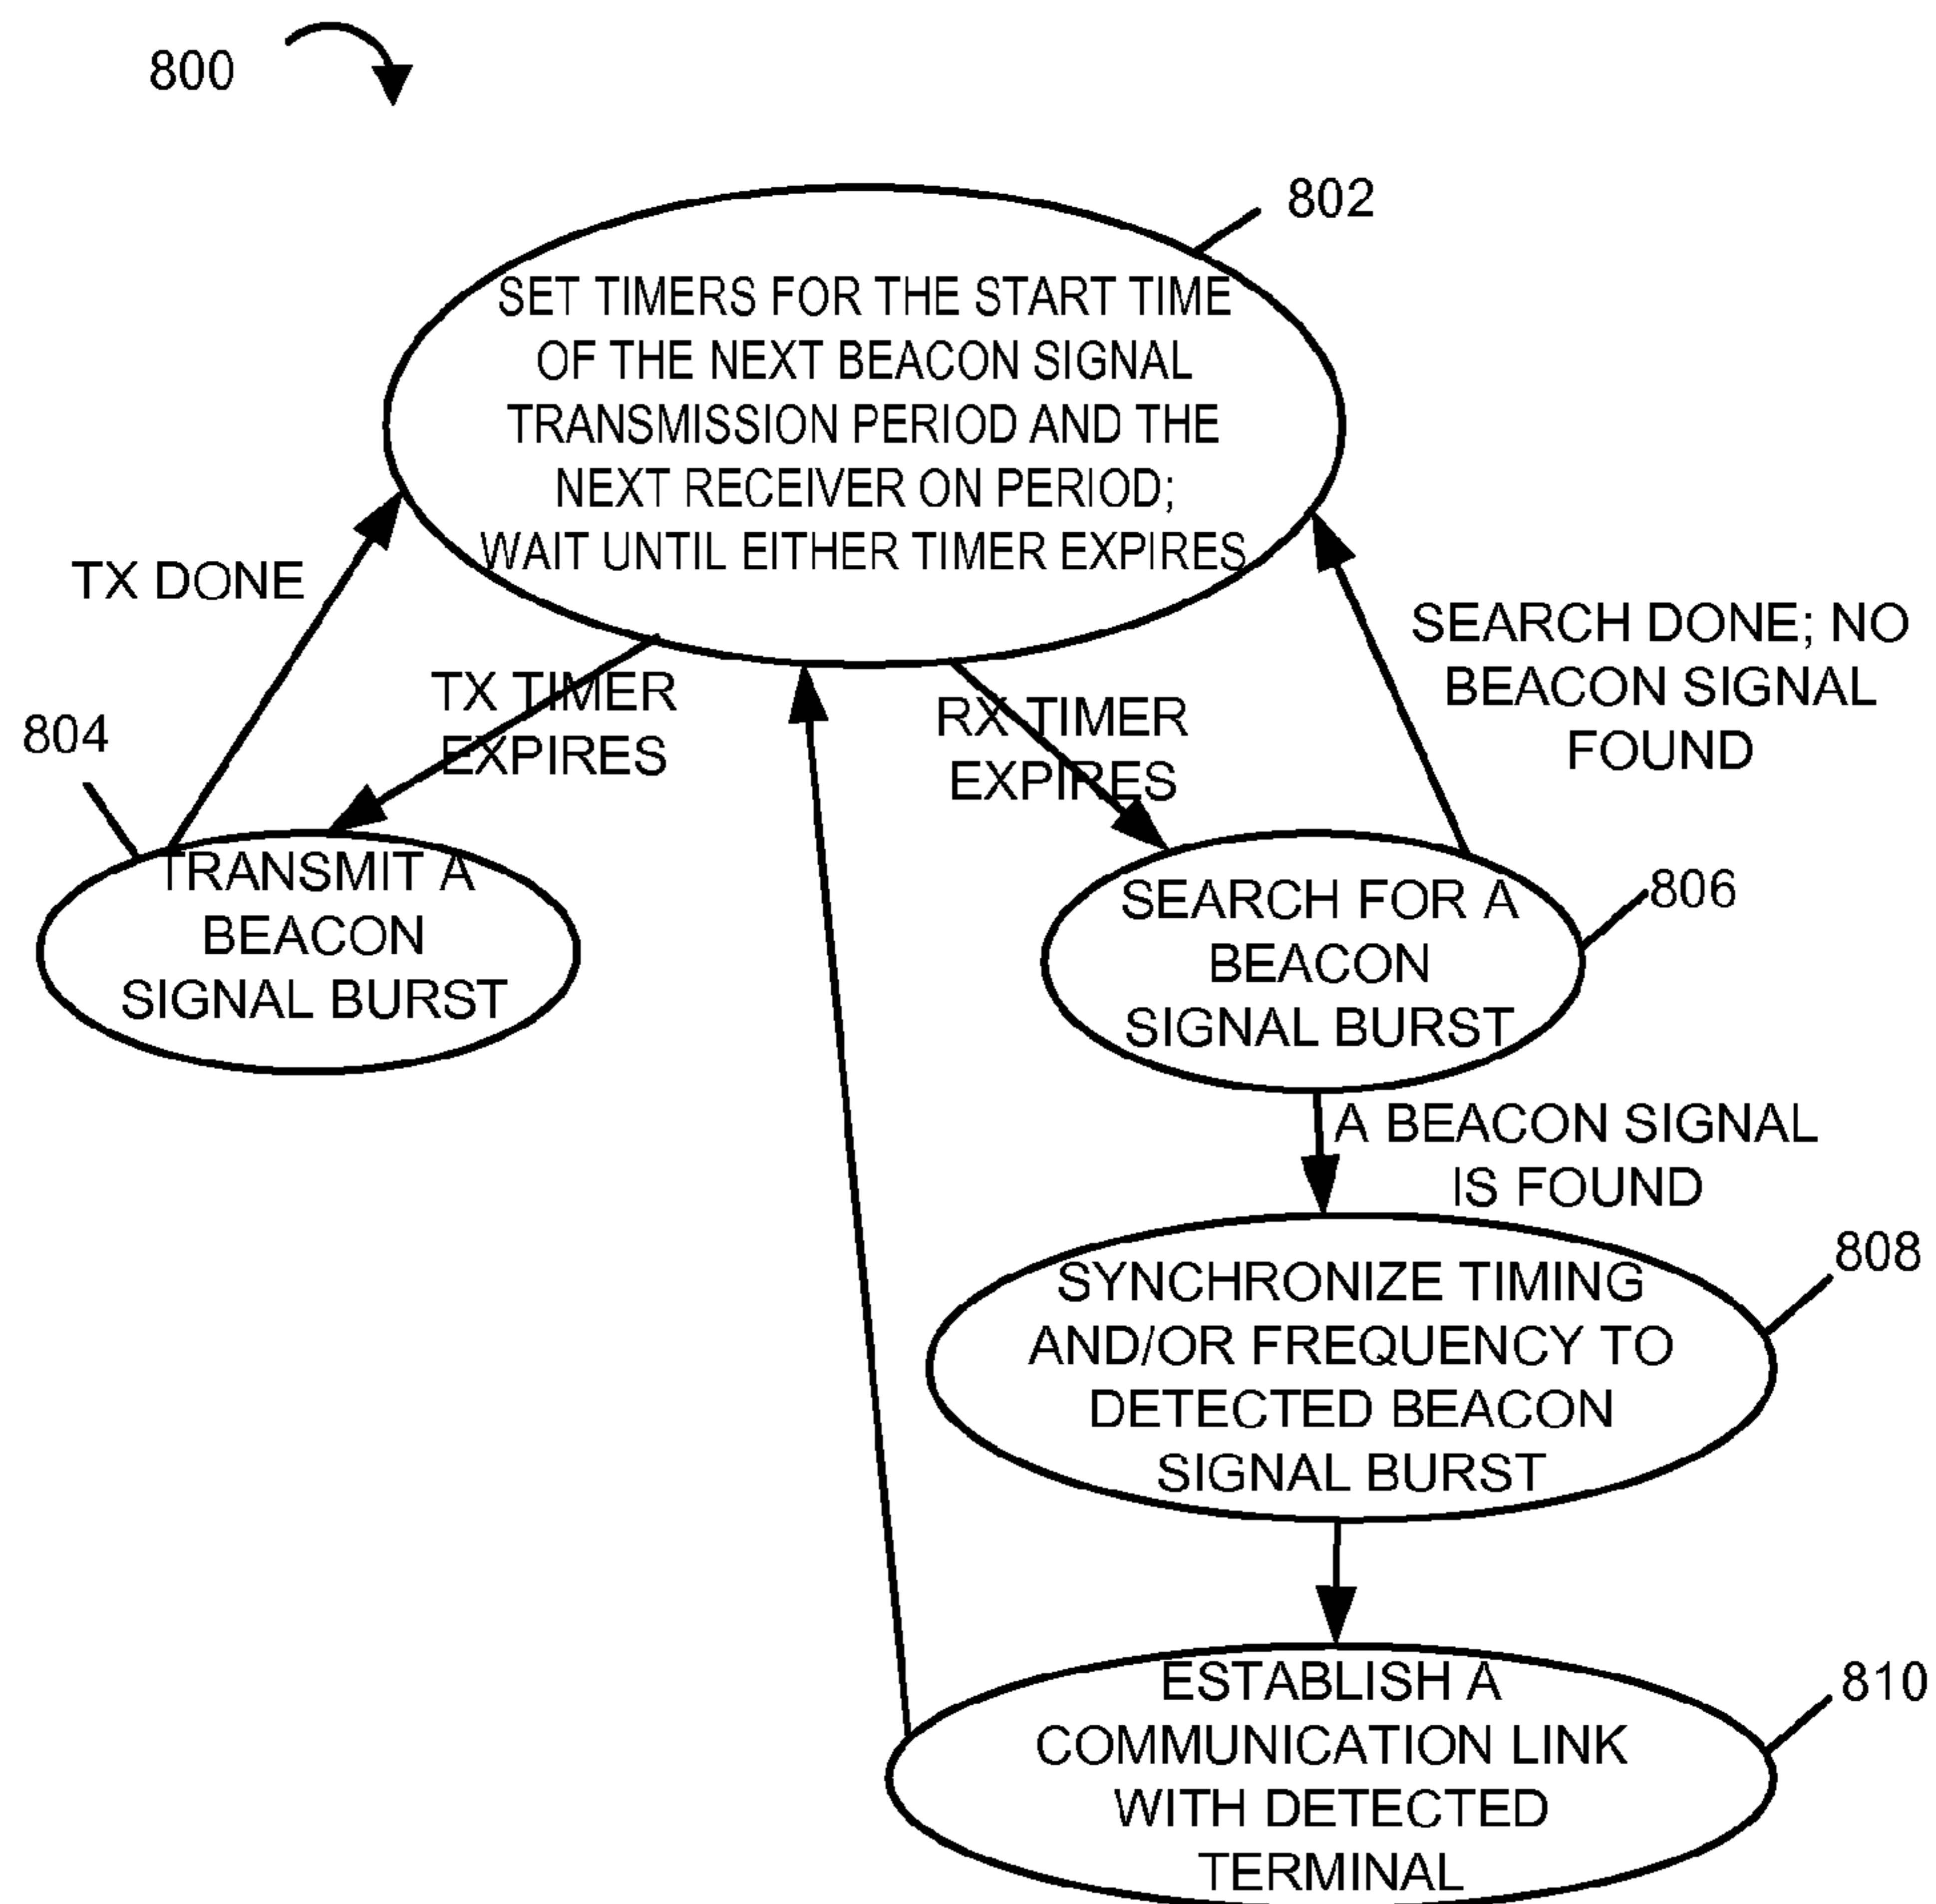 800
802
SET TIMERS FOR THE START TIME
OF THE NEXT BEACON SIGNAL
TRANSMISSION PERIOD AND THE
NEXT RECEIVER ON PERIOD;
WAIT UNTIL EITHER TIMER EXPIRES
TX DONE
TX TIMER
EXPIRES
RX TIMER
EXPIRES
SEARCH DONE; NO
BEACON SIGNAL
FOUND
804
TRANSMIT A
BEACON
SIGNAL BURST
806
SEARCH FOR A
BEACON
SIGNAL BURST
A BEACON SIGNAL
IS FOUND
808
SYNCHRONIZE TIMING
AND/OR FREQUENCY TO
DETECTED BEACON
SIGNAL BURST
810
ESTABLISH A
COMMUNICATION LINK
WITH DETECTED
TERMINAL